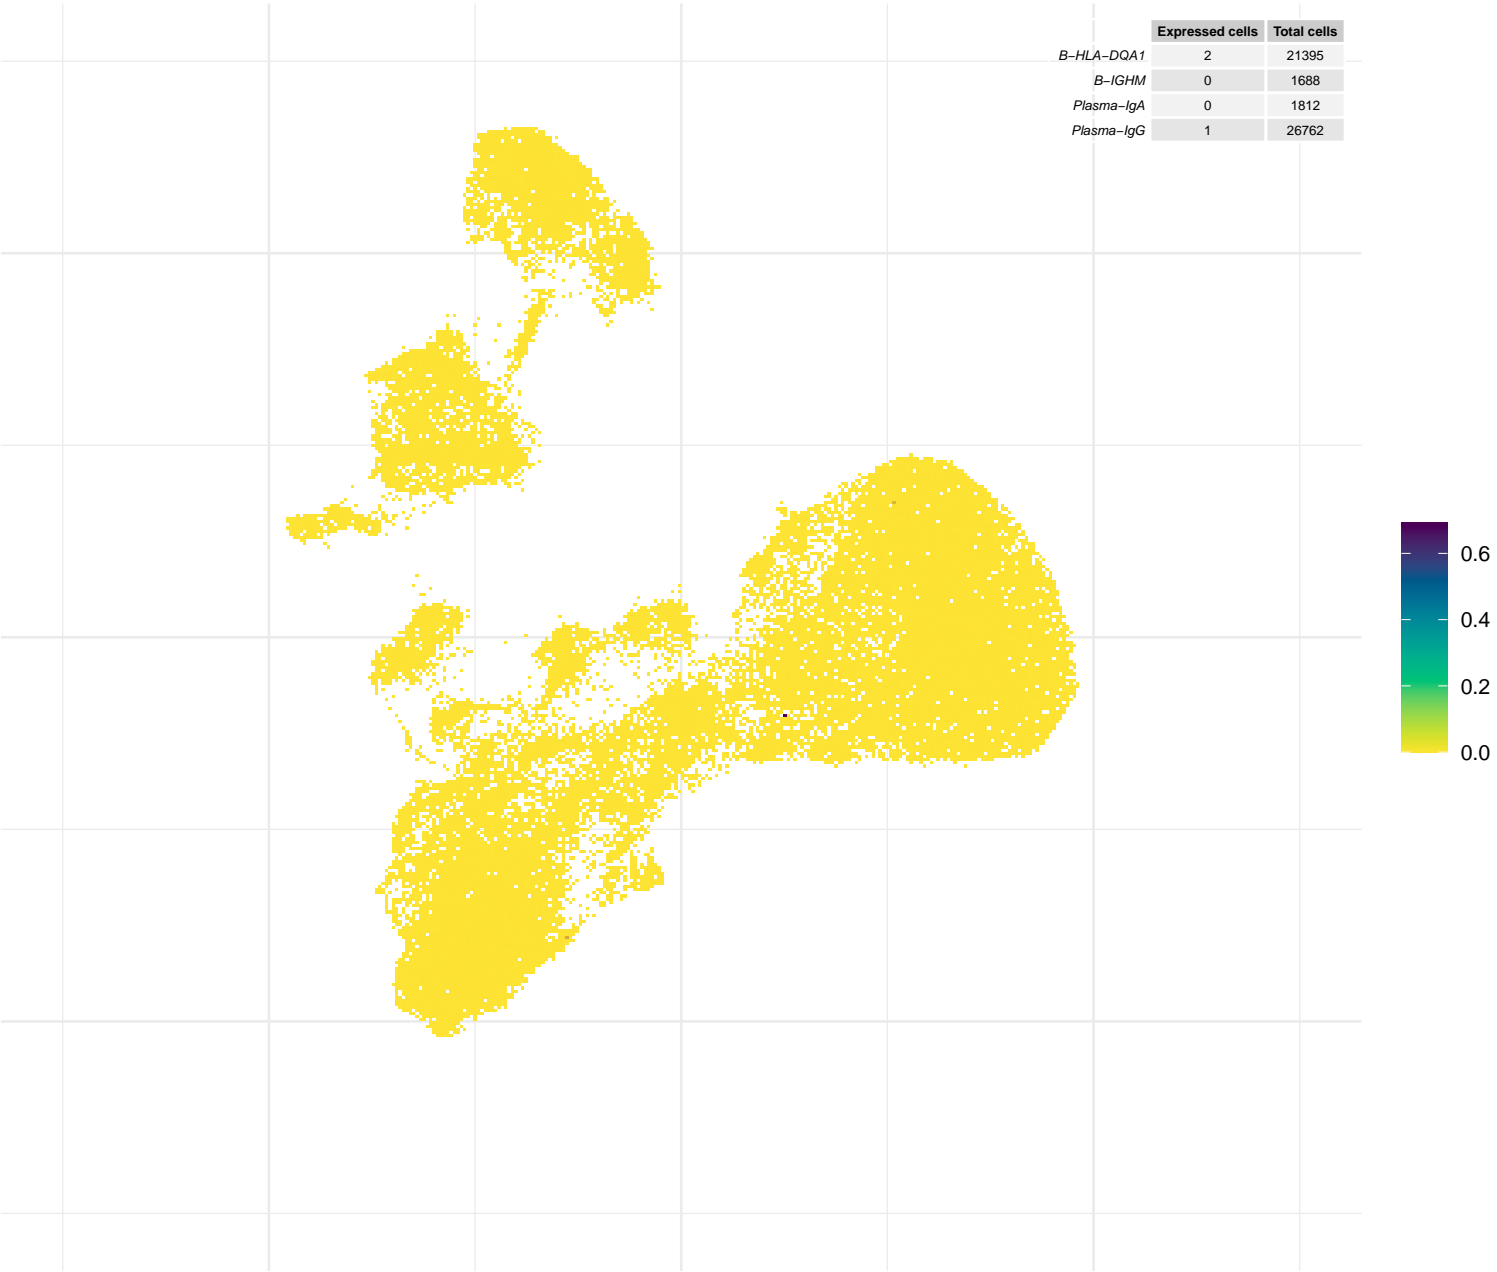 Expressed cells Total cells
B−HLA−DQA1 2 21395
B−IGHM 0 1688
Plasma−IgA 0 1812
Plasma−IgG 1 26762
0.6
0.4
0.2
0.0